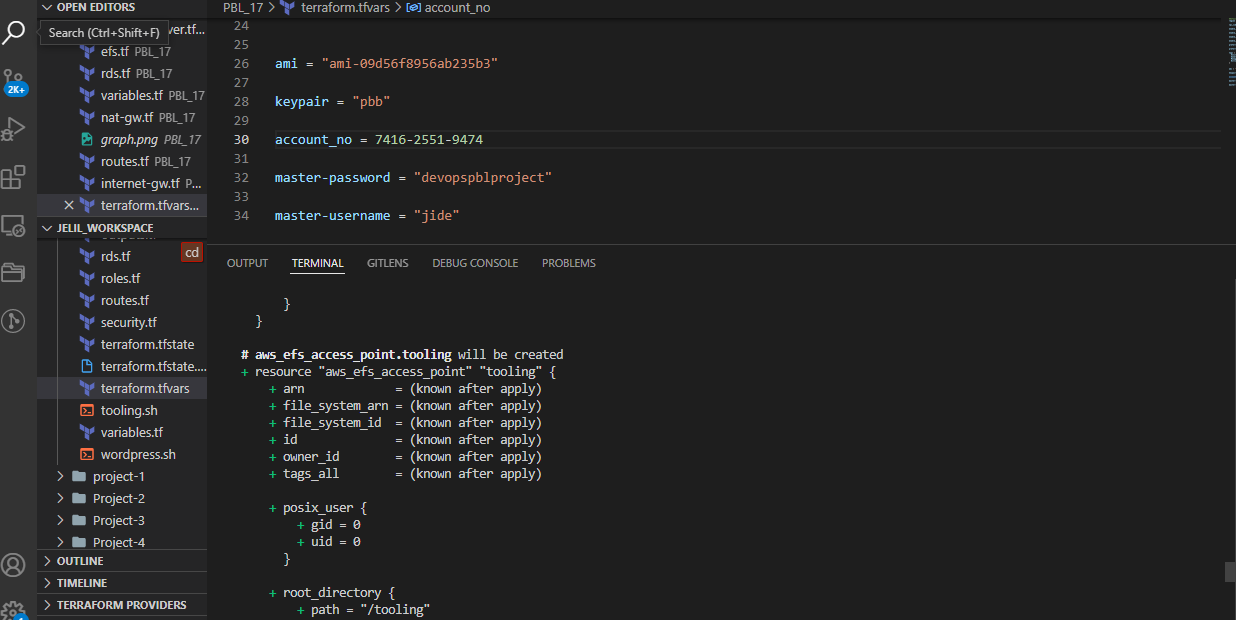 OPEN EDITORS
Search (Ctrl+Shift+F)
ver.tf...
efs.tf PBL_17
rds.tf PBL_17
variables.tf PBL_17
nat-gw.tf PBL_17
graph.png PBL_17
routes.tf PBL_17
internet-gw.tf P...
terraform.tfvars...
JELIL_WORKSPACE
rds.tf
cd
roles.tf
routes.tf
security.tf
terraform.tfstate
terraform.tfstate....
terraform.tfvars
tooling.sh
variables.tf
wordpress.sh
project-1
Project-2
Project-3
Project-4
OUTLINE
TIMELINE
TERRAFORM PROVIDERS
2K+
PBL_17 > terraform.tfvars > account_no
24
25
26 ami = "ami-09d56f8956ab235b3"
27
28 keypair = "pbb"
29
30 account_no = 7416-2551-9474
31
32 master-password = "devopspblproject"
33
34 master-username = "jide"
OUTPUT TERMINAL GITLENS DEBUG CONSOLE PROBLEMS
}
}
# aws_efs_access_point.tooling will be created
+ resource "aws_efs_access_point" "tooling" {
+ arn = (known after apply)
+ file_system_arn = (known after apply)
+ file_system_id = (known after apply)
+ id = (known after apply)
+ owner_id = (known after apply)
+ tags_all = (known after apply)
+ posix_user {
+ gid = 0
+ uid = 0
}
+ root_directory {
+ path = "/tooling"